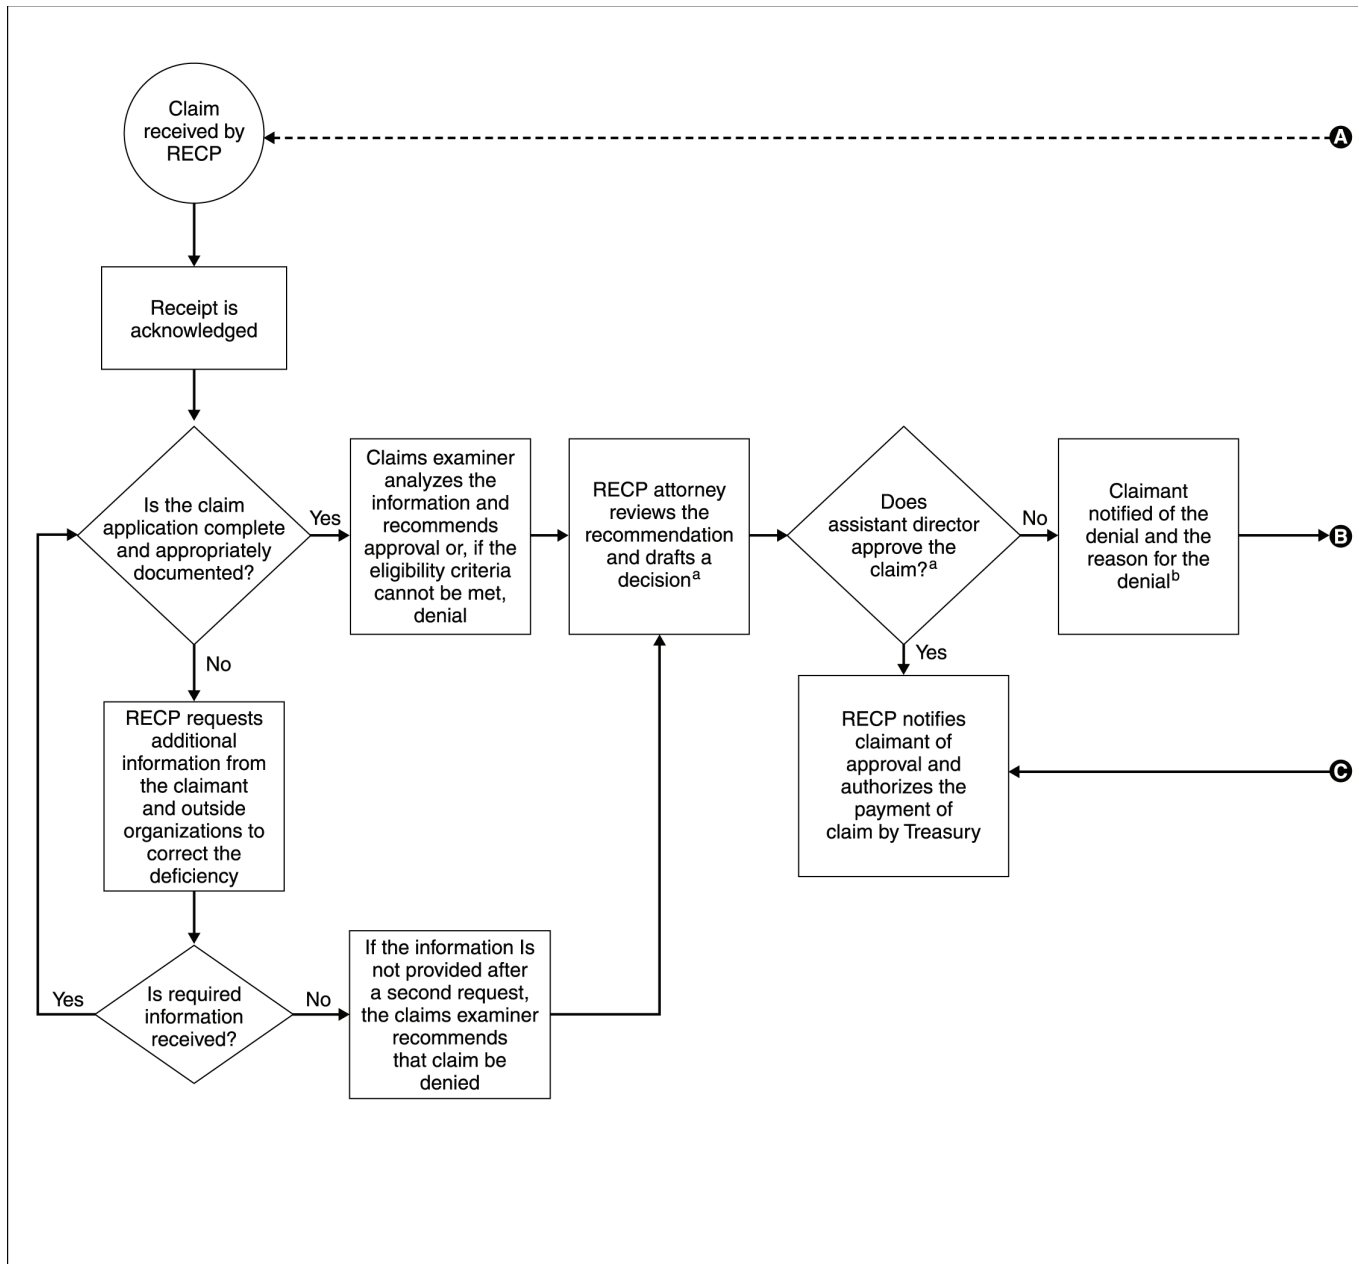 Claim
received by
RECP
A
Receipt is
acknowledged
Is the claim
application complete
and appropriately
documented?
Yes
Claims examiner
analyzes the
information and
recommends
approval or, if the
eligibility criteria
cannot be met,
denial
RECP attorney
reviews the
recommendation
and drafts a
decisionᵃ
Does
assistant director
approve the
claim?ᵃ
No
Claimant
notified of the
denial and the
reason for the
denialᵇ
B
No
Yes
RECP requests
additional
information from
the claimant
and outside
organizations to
correct the
deficiency
RECP notifies
claimant of
approval and
authorizes the
payment of
claim by Treasury
C
Is required
information
received?
Yes
No
If the information Is
not provided after
a second request,
the claims examiner
recommends
that claim be
denied